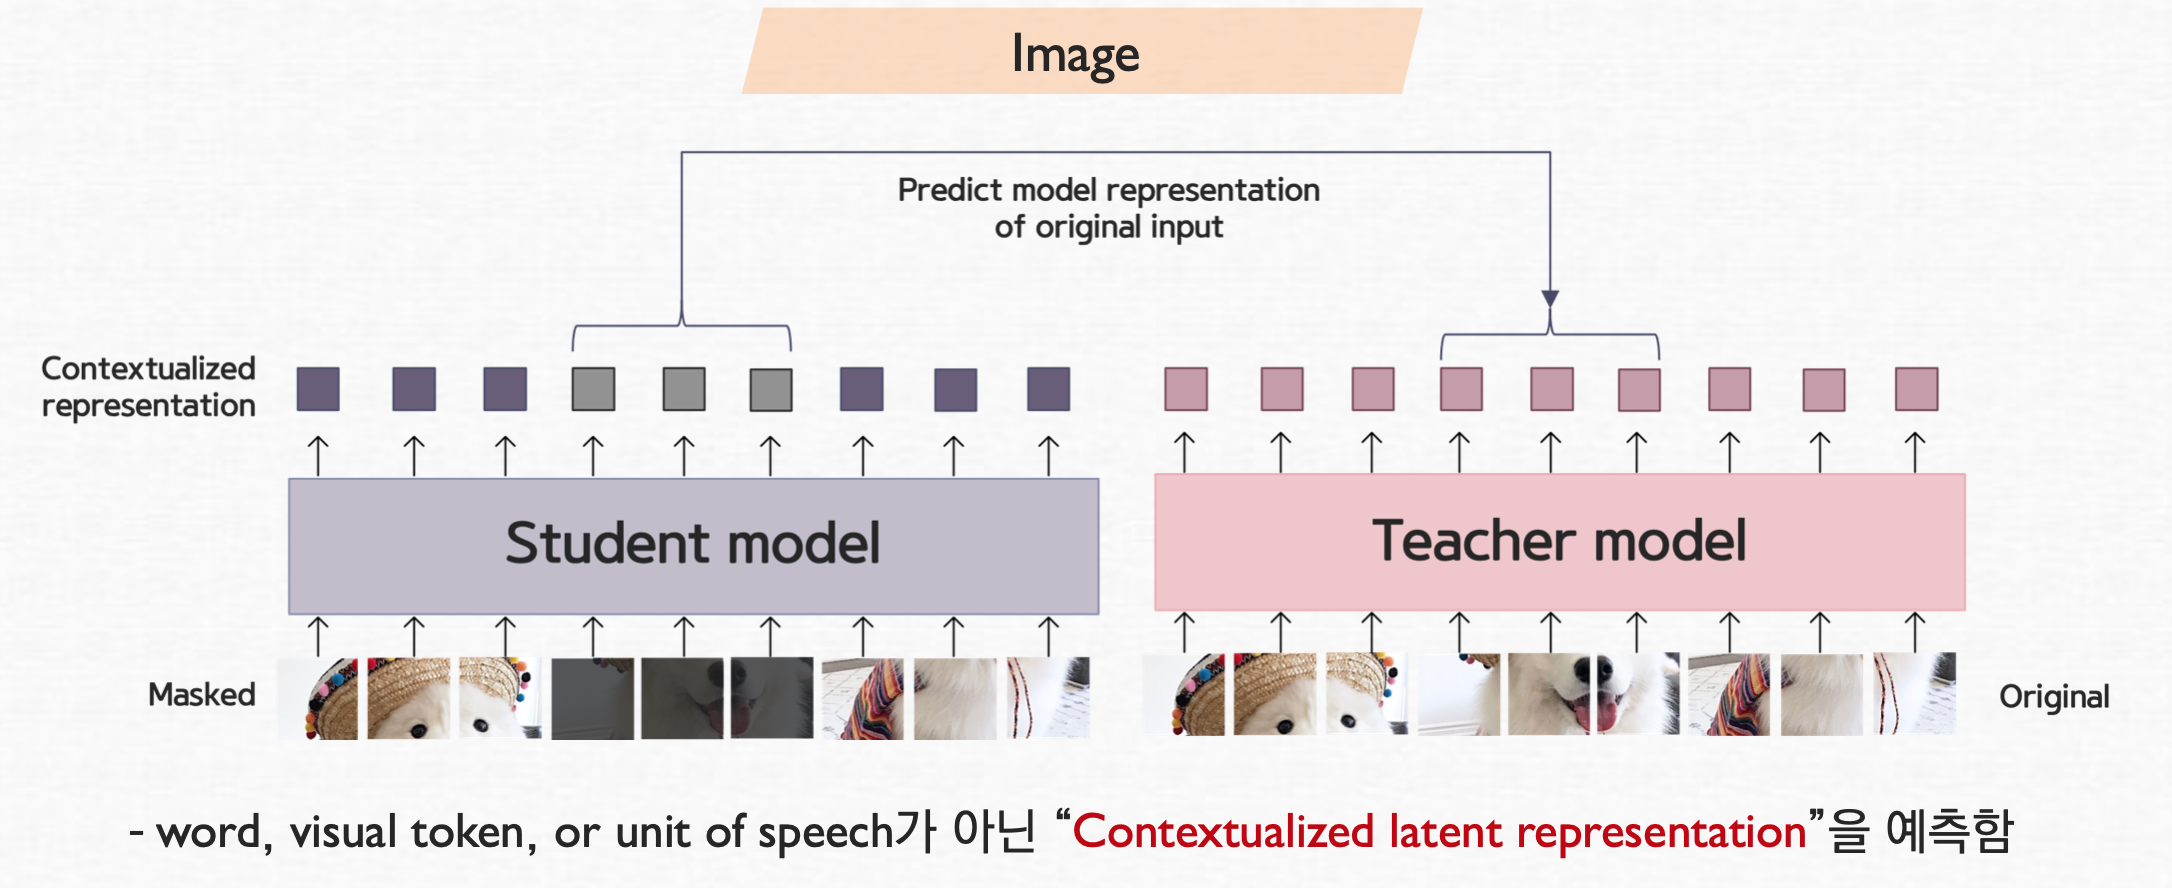 Image
Predict model representation
of original input
Contextualized
representation
Student model
Teacher model
Masked
Original
- word, visual token, or unit of speech가 아닌 “Contextualized latent representation”을 예측함